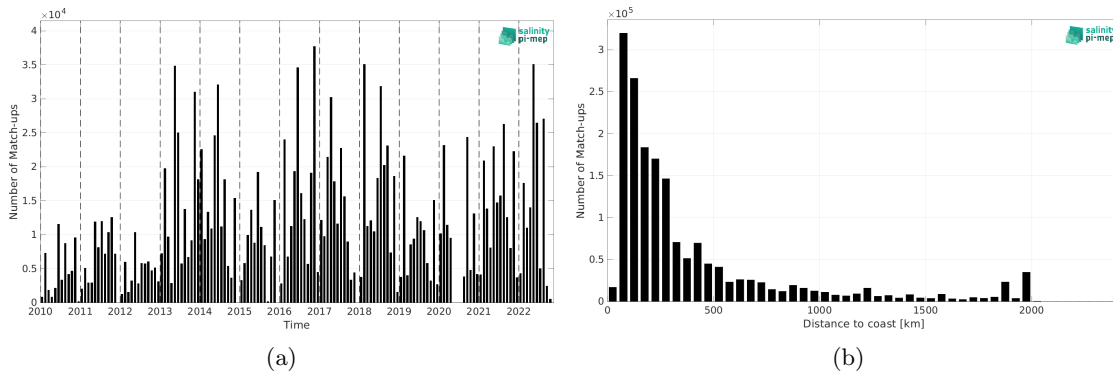 ×10⁴
4
3.5
3
2.5
2
1.5
1
0.5
0
Number of Match-ups
2010 2011 2012 2013 2014 2015 2016 2017 2018 2019 2020 2021 2022
Time
salinity
pi-mep
(a)
×10⁵
3
2.5
2
1.5
1
0.5
0
Number of Match-ups
0 500 1000 1500 2000
Distance to coast [km]
salinity
pi-mep
(b)